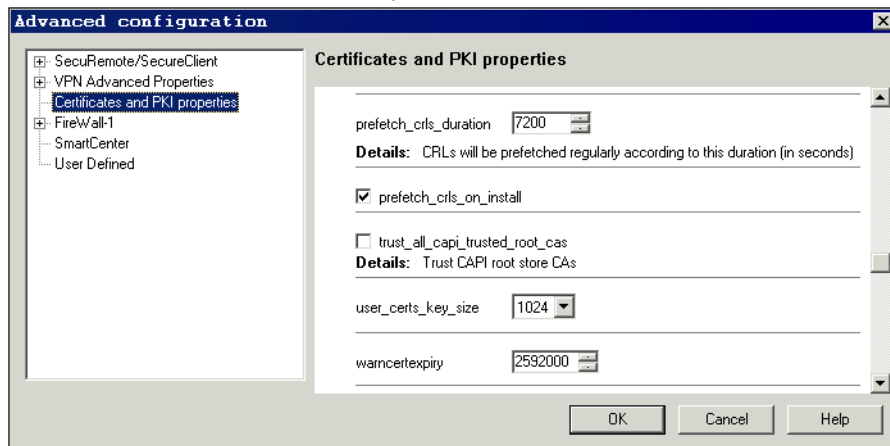 Advanced configuration
SecuRemote/SecureClient
VPN Advanced Properties
Certificates and PKI properties
FireWall-1
SmartCenter
User Defined
Certificates and PKI properties
prefetch_crls_duration 7200
Details: CRLs will be prefetched regularly according to this duration (in seconds)
prefetch_crls_on_install
trust_all_capi_trusted_root_cas
Details: Trust CAPI root store CAs
user_certs_key_size 1024
warncertexpiry 2592000
OK Cancel Help